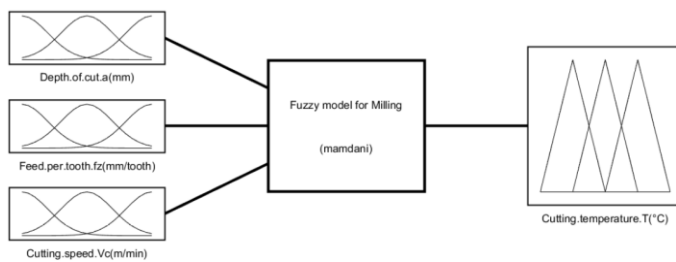 Depth.of.cut.a(mm)
Feed.per.tooth.fz(mm/tooth)
Cutting.speed.Vc(m/min)
Fuzzy model for Milling
(mamdani)
Cutting.temperature.T(°C)